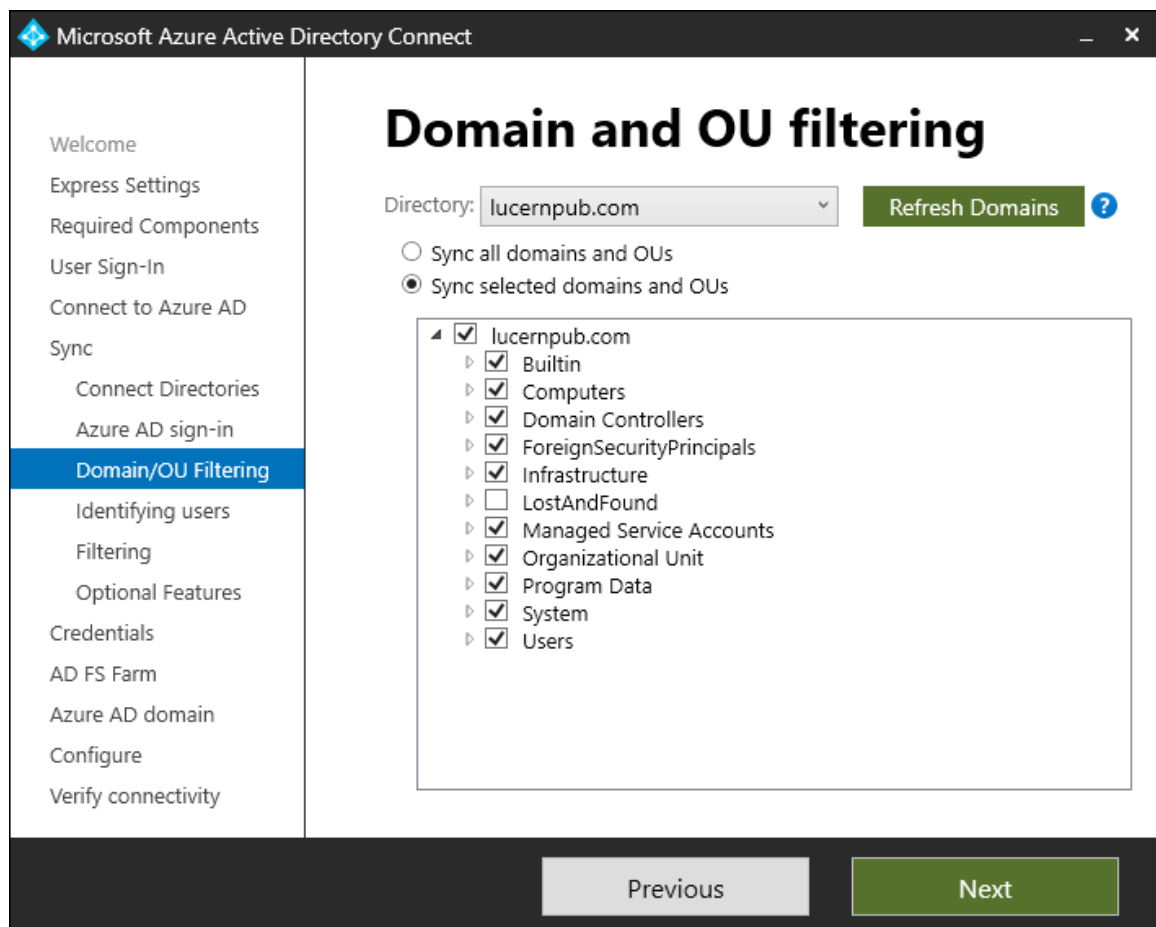 Microsoft Azure Active Directory Connect
Welcome
Express Settings
Required Components
User Sign-In
Connect to Azure AD
Sync
Connect Directories
Azure AD sign-in
Domain/OU Filtering
Identifying users
Filtering
Optional Features
Credentials
AD FS Farm
Azure AD domain
Configure
Verify connectivity
Domain and OU filtering
Directory: lucernpub.com Refresh Domains ?
Sync all domains and OUs
Sync selected domains and OUs
lucernpub.com
Builtin
Computers
Domain Controllers
ForeignSecurityPrincipals
Infrastructure
LostAndFound
Managed Service Accounts
Organizational Unit
Program Data
System
Users
Previous Next